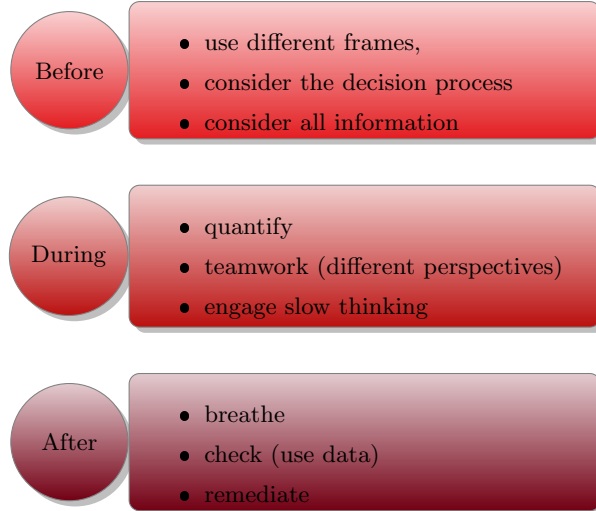 Before
• use different frames,
• consider the decision process
• consider all information
During
• quantify
• teamwork (different perspectives)
• engage slow thinking
After
• breathe
• check (use data)
• remediate